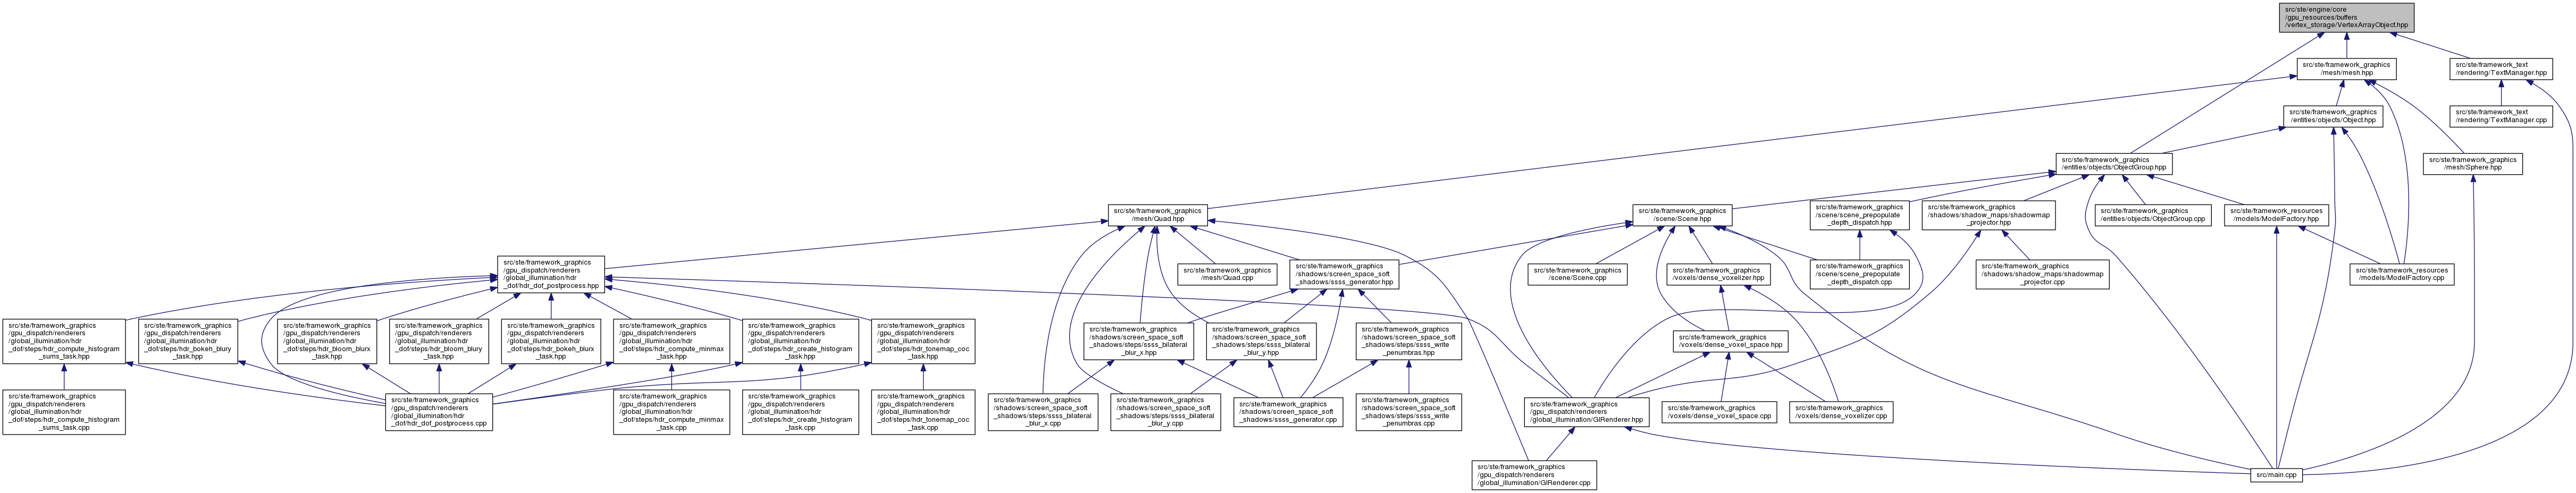 src/ste/engine/core
/gpu_resources/buffers
/vertex_storage/VertexArrayObject.hpp
src/ste/framework_graphics
/mesh/mesh.hpp
src/ste/framework_text
/rendering/TextManager.hpp
src/ste/framework_graphics
/entities/objects/Object.hpp
src/ste/framework_text
/rendering/TextManager.cpp
src/ste/framework_graphics
/entities/objects/ObjectGroup.hpp
src/ste/framework_graphics
/mesh/Sphere.hpp
src/ste/framework_graphics
/mesh/Quad.hpp
src/ste/framework_graphics
/scene/Scene.hpp
src/ste/framework_graphics
/scene/scene_prepopulate
_depth_dispatch.hpp
src/ste/framework_graphics
/shadows/shadow_maps/shadowmap
_projector.hpp
src/ste/framework_graphics
/entities/objects/ObjectGroup.cpp
src/ste/framework_resources
/models/ModelFactory.hpp
src/ste/framework_graphics
/gpu_dispatch/renderers
/global_illumination/hdr
_dof/hdr_dof_postprocess.hpp
src/ste/framework_graphics
/mesh/Quad.cpp
src/ste/framework_graphics
/shadows/screen_space_soft
_shadows/ssss_generator.hpp
src/ste/framework_graphics
/scene/Scene.cpp
src/ste/framework_graphics
/voxels/dense_voxelizer.hpp
src/ste/framework_graphics
/scene/scene_prepopulate
_depth_dispatch.cpp
src/ste/framework_graphics
/shadows/shadow_maps/shadowmap
_projector.cpp
src/ste/framework_resources
/models/ModelFactory.cpp
src/ste/framework_graphics
/gpu_dispatch/renderers
/global_illumination/hdr
_dof/steps/hdr_compute_histogram
_sums_task.hpp
src/ste/framework_graphics
/gpu_dispatch/renderers
/global_illumination/hdr
_dof/steps/hdr_bokeh_blury
_task.hpp
src/ste/framework_graphics
/gpu_dispatch/renderers
/global_illumination/hdr
_dof/steps/hdr_bloom_blurx
_task.hpp
src/ste/framework_graphics
/gpu_dispatch/renderers
/global_illumination/hdr
_dof/steps/hdr_bloom_blury
_task.hpp
src/ste/framework_graphics
/gpu_dispatch/renderers
/global_illumination/hdr
_dof/steps/hdr_bokeh_blurx
_task.hpp
src/ste/framework_graphics
/gpu_dispatch/renderers
/global_illumination/hdr
_dof/steps/hdr_compute_minmax
_task.hpp
src/ste/framework_graphics
/gpu_dispatch/renderers
/global_illumination/hdr
_dof/steps/hdr_create_histogram
_task.hpp
src/ste/framework_graphics
/gpu_dispatch/renderers
/global_illumination/hdr
_dof/steps/hdr_tonemap_coc
_task.hpp
src/ste/framework_graphics
/shadows/screen_space_soft
_shadows/steps/ssss_bilateral
_blur_x.hpp
src/ste/framework_graphics
/shadows/screen_space_soft
_shadows/steps/ssss_bilateral
_blur_y.hpp
src/ste/framework_graphics
/shadows/screen_space_soft
_shadows/steps/ssss_write
_penumbras.hpp
src/ste/framework_graphics
/voxels/dense_voxel_space.hpp
src/ste/framework_graphics
/gpu_dispatch/renderers
/global_illumination/hdr
_dof/steps/hdr_compute_histogram
_sums_task.cpp
src/ste/framework_graphics
/gpu_dispatch/renderers
/global_illumination/hdr
_dof/hdr_dof_postprocess.cpp
src/ste/framework_graphics
/gpu_dispatch/renderers
/global_illumination/hdr
_dof/steps/hdr_compute_minmax
_task.cpp
src/ste/framework_graphics
/gpu_dispatch/renderers
/global_illumination/hdr
_dof/steps/hdr_create_histogram
_task.cpp
src/ste/framework_graphics
/gpu_dispatch/renderers
/global_illumination/hdr
_dof/steps/hdr_tonemap_coc
_task.cpp
src/ste/framework_graphics
/shadows/screen_space_soft
_shadows/steps/ssss_bilateral
_blur_x.cpp
src/ste/framework_graphics
/shadows/screen_space_soft
_shadows/steps/ssss_bilateral
_blur_y.cpp
src/ste/framework_graphics
/shadows/screen_space_soft
_shadows/ssss_generator.cpp
src/ste/framework_graphics
/shadows/screen_space_soft
_shadows/steps/ssss_write
_penumbras.cpp
src/ste/framework_graphics
/gpu_dispatch/renderers
/global_illumination/GIRenderer.hpp
src/ste/framework_graphics
/voxels/dense_voxel_space.cpp
src/ste/framework_graphics
/voxels/dense_voxelizer.cpp
src/ste/framework_graphics
/gpu_dispatch/renderers
/global_illumination/GIRenderer.cpp
src/main.cpp